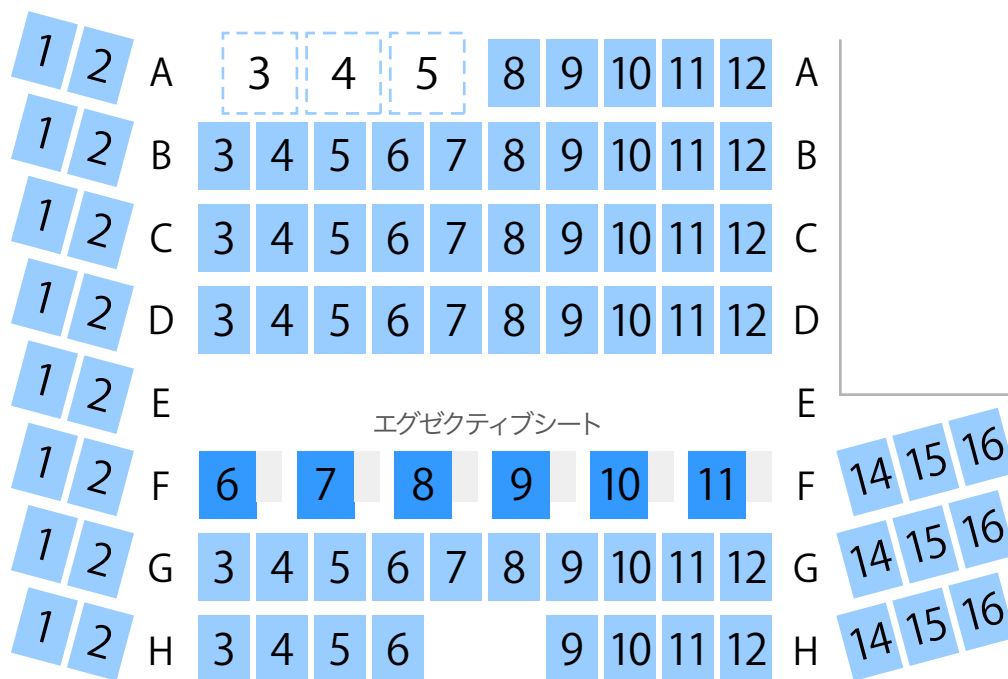 1 2 A 3 4 5 8 9 10 11 12 A
1 2 B 3 4 5 6 7 8 9 10 11 12 B
1 2 C 3 4 5 6 7 8 9 10 11 12 C
1 2 D 3 4 5 6 7 8 9 10 11 12 D
1 2 E E
エグゼクティブシート
1 2 F 6 7 8 9 10 11 F 14 15 16
1 2 G 3 4 5 6 7 8 9 10 11 12 G 14 15 16
1 2 H 3 4 5 6 9 10 11 12 H 14 15 16